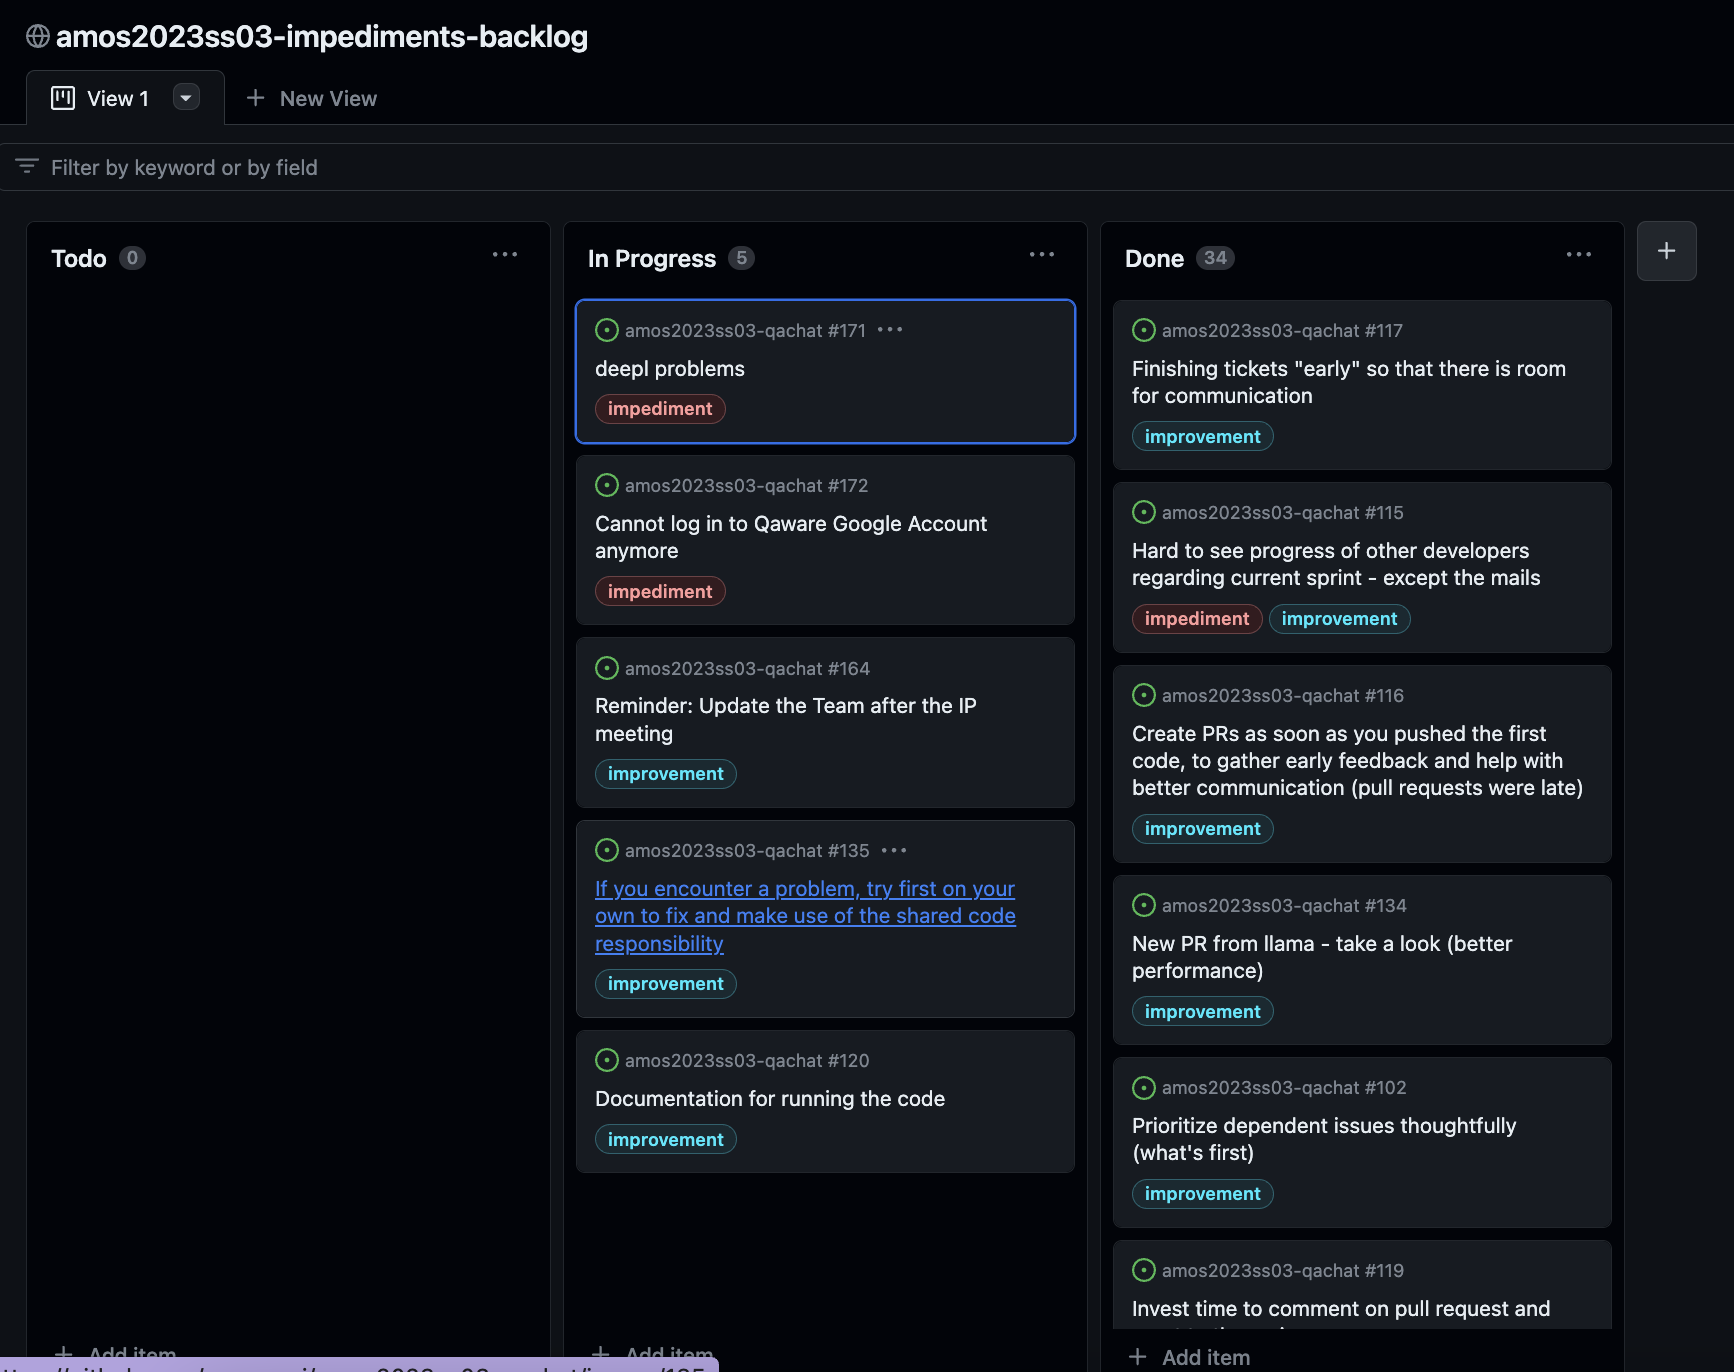 amos2023ss03-impediments-backlog
View 1
New View
Filter by keyword or by field
Todo 0
In Progress 5
amos2023ss03-qachat #171
deepl problems
impediment
amos2023ss03-qachat #172
Cannot log in to Qaware Google Account
anymore
impediment
amos2023ss03-qachat #164
Reminder: Update the Team after the IP
meeting
improvement
amos2023ss03-qachat #135
If you encounter a problem, try first on your
own to fix and make use of the shared code
responsibility
improvement
amos2023ss03-qachat #120
Documentation for running the code
improvement
Done 34
amos2023ss03-qachat #117
Finishing tickets "early" so that there is room
for communication
improvement
amos2023ss03-qachat #115
Hard to see progress of other developers
regarding current sprint - except the mails
impediment improvement
amos2023ss03-qachat #116
Create PRs as soon as you pushed the first
code, to gather early feedback and help with
better communication (pull requests were late)
improvement
amos2023ss03-qachat #134
New PR from llama - take a look (better
performance)
improvement
amos2023ss03-qachat #102
Prioritize dependent issues thoughtfully
(what's first)
improvement
amos2023ss03-qachat #119
Invest time to comment on pull request and
Add item
Add item
Add item